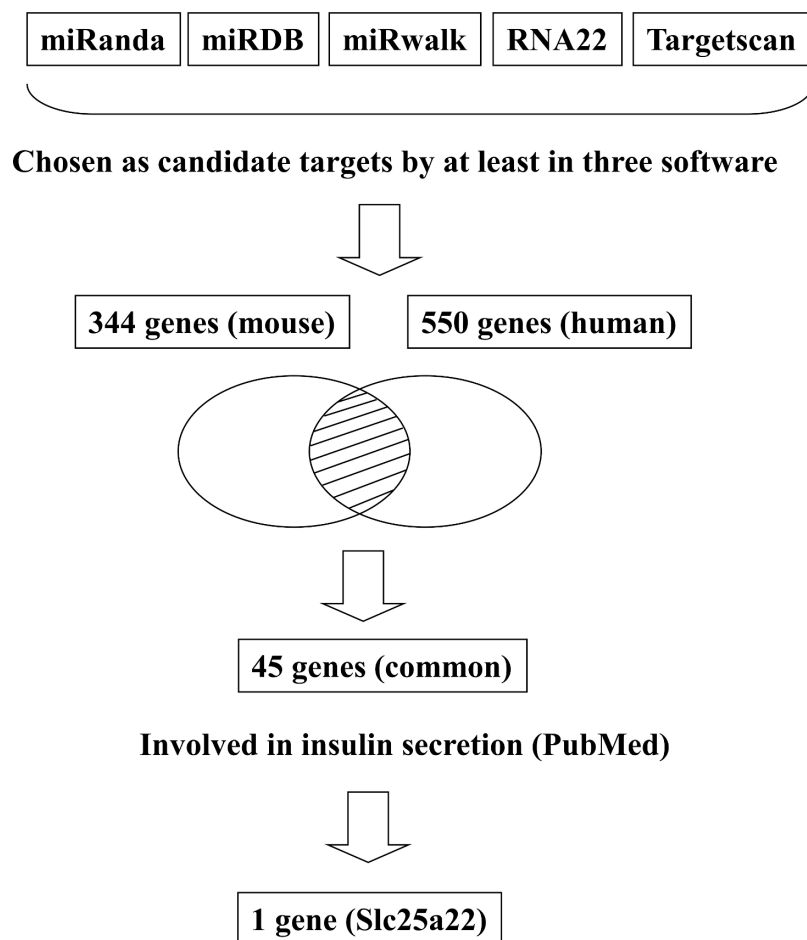 miRanda miRDB miRwalk RNA22 Targetscan
Chosen as candidate targets by at least in three software
344 genes (mouse) 550 genes (human)
45 genes (common)
Involved in insulin secretion (PubMed)
1 gene (Slc25a22)